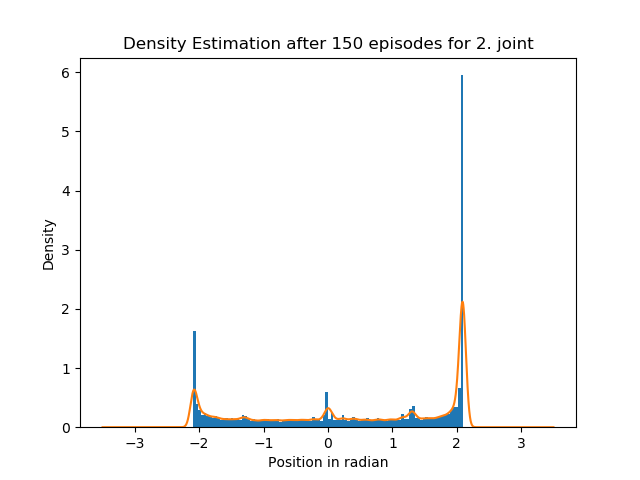 Density Estimation after 150 episodes for 2. joint
6
5
4
3
2
1
0
Density
−3 −2 −1 0 1 2 3
Position in radian